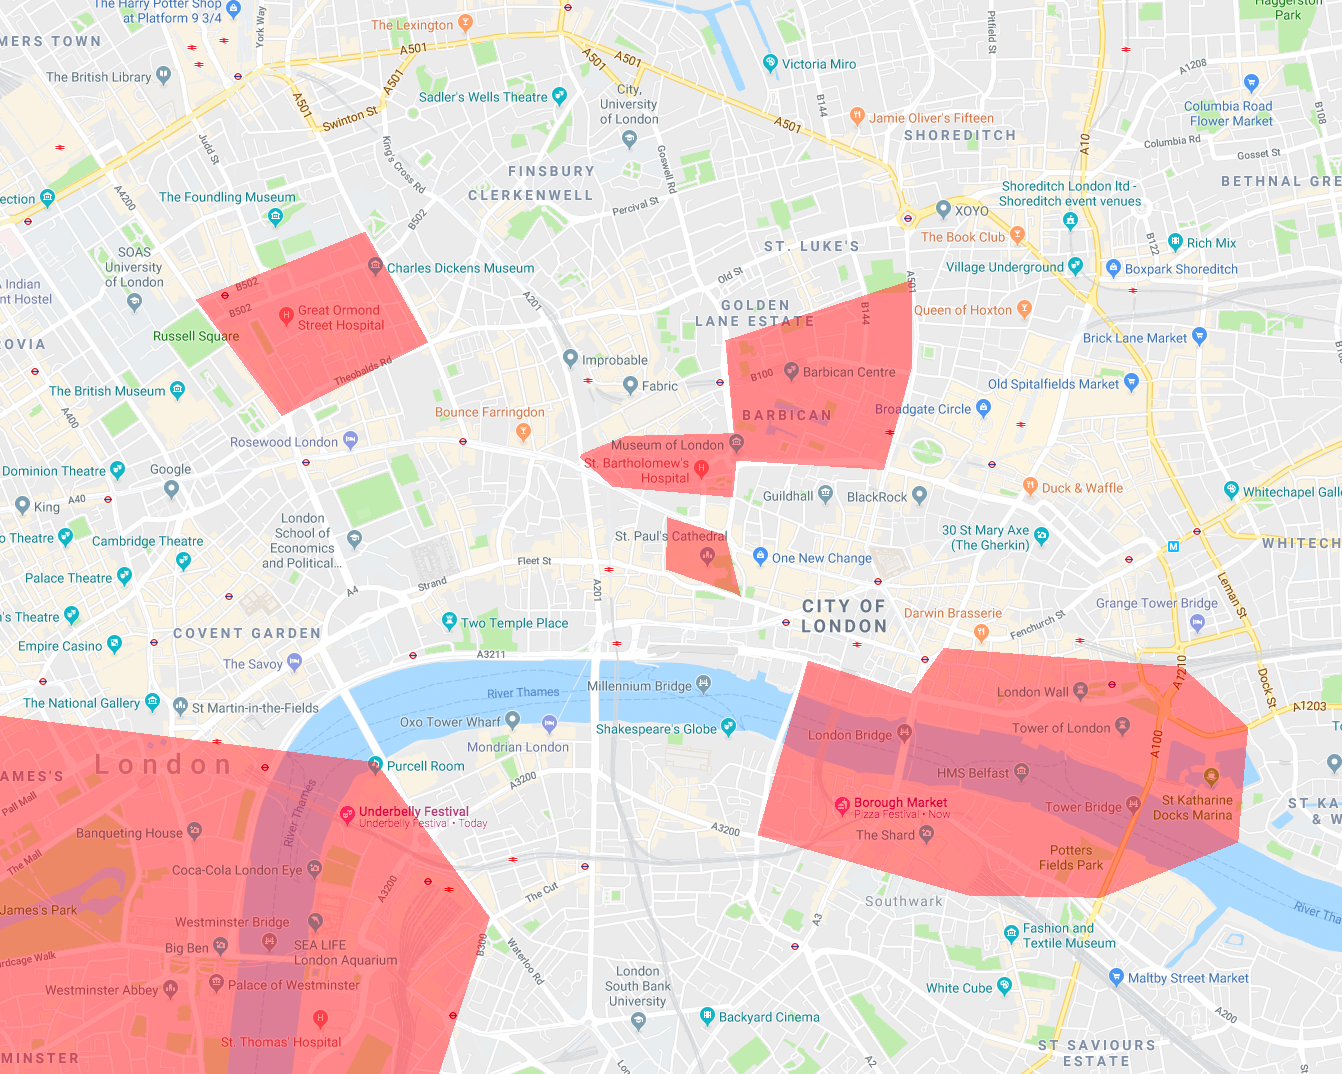 The Harry Potter Shop
at Platform 9 3/4
York Way
The Lexington
A501
A501
A501
Pitfield St
Haggerston
Park
MERS TOWN
The British Library
A501
A501
Swinton St
Sadler's Wells Theatre
City,
University
of London
Victoria Miro
B144
A1208
Columbia Road
Flower Market
B108
Jamie Oliver's Fifteen
SHOREDITCH
A501
A10
Columbia Rd
Gosset St
BETHNAL GRE
Judd St
King's Cross Rd
Goswell Rd
FINSBURY
CLERKENWELL
Percival St
A4200
ection
The Foundling Museum
B502
Shoreditch London ltd -
Shoreditch event venues
XOYO
The Book Club
B122
Rich Mix
ST. LUKE'S
Old St
Village Underground
Boxpark Shoreditch
SOAS
University
of London
Charles Dickens Museum
Indian
nt Hostel
B502
B502
Great Ormond
Street Hospital
Russell Square
Theobalds Rd
A201
GOLDEN
LANE ESTATE
B144
A501
Queen of Hoxton
Brick Lane Market
OVIA
Improbable
Fabric
B100
Barbican Centre
BARBICAN
Old Spitalfields Market
Broadgate Circle
The British Museum
A400
Bounce Farringdon
Rosewood London
Museum of London
St. Bartholomew's
Hospital
Dominion Theatre
Google
A40
King
Guildhall
BlackRock
Duck & Waffle
Whitechapel Galle
o Theatre
Cambridge Theatre
London
School of
Economics
and Political...
St. Paul's Cathedral
One New Change
30 St Mary Axe
(The Gherkin)
M
WHITECH
Palace Theatre
Fleet St
Strand
A4
A201
Leman St
's Theatre
Empire Casino
COVENT GARDEN
Two Temple Place
CITY OF
LONDON
Darwin Brasserie
Fenchurch St
Grange Tower Bridge
The Savoy
A3211
River Thames
Millennium Bridge
London Wall
A1210
Dock St
A1203
The National Gallery
St Martin-in-the-Fields
Oxo Tower Wharf
Mondrian London
Shakespeare's Globe
London Bridge
Tower of London
A100
AMES'S
London
Purcell Room
A3200
HMS Belfast
St Katharine
Docks Marina
ST KA
& W
Pall Mall
Banqueting House
River Thames
Underbelly Festival
Underbelly Festival • Today
A3200
Borough Market
Pizza Festival • Now
The Shard
Tower Bridge
Potters
Fields Park
The Mall
Coca-Cola London Eye
A3200
The Cut
Southwark
A3
River Tha
James's Park
Westminster Bridge
Big Ben
SEA LIFE
London Aquarium
B300
Waterloo Rd
Fashion and
Textile Museum
rdcage Walk
Westminster Abbey
Palace of Westminster
London
South Bank
University
White Cube
Maltby Street Market
St. Thomas' Hospital
Backyard Cinema
A200
A2
MINSTER
ST SAVIOURS
ESTATE